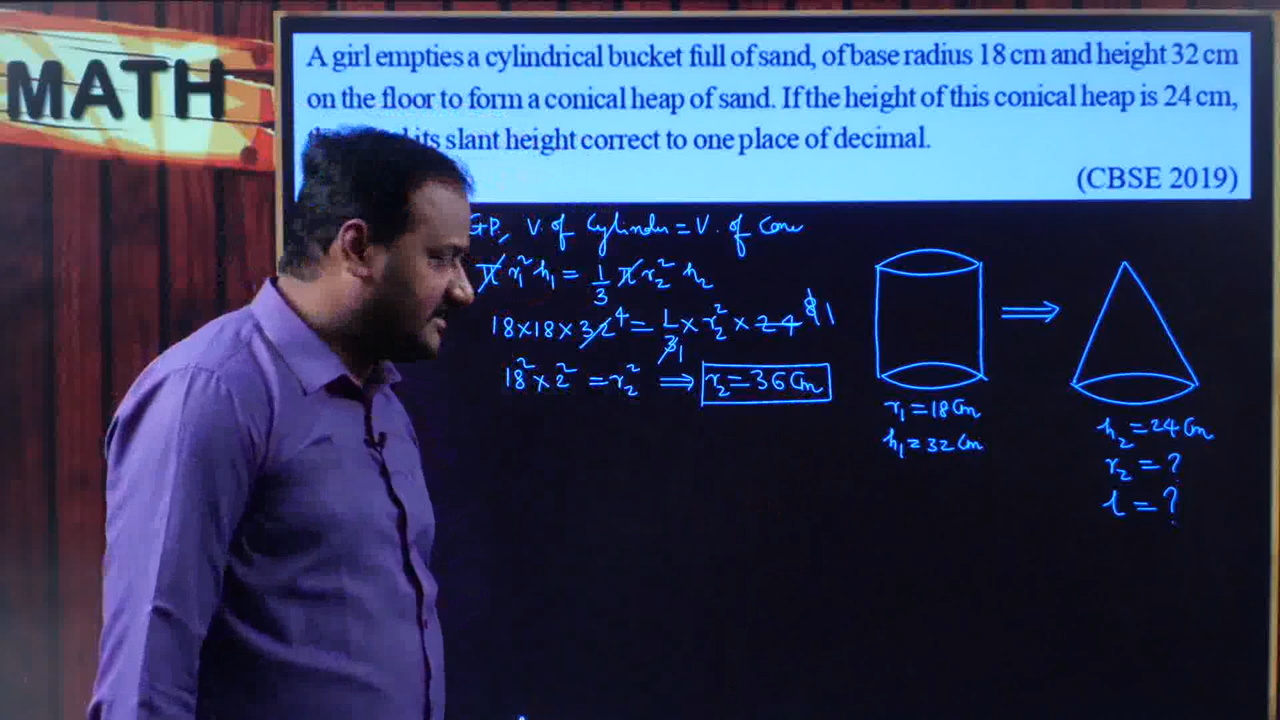 MATH
A girl empties a cylindrical bucket full of sand, of base radius 18 cm and height 32 cm
on the floor to form a conical heap of sand. If the height of this conical heap is 24 cm,
its slant height correct to one place of decimal.
(CBSE 2019)
V. of Cylinder = V. of Cone
π r₁² h₁ = 1/3 π r₂² h₂
18 × 18 × 32 4 = 1/3 1 × r₂² × 24 8 1
18² × 2² = r₂² ⟹ r₂ = 36 Cm
r₁ = 18 Cm
h₁ = 32 Cm
⟹
h₂ = 24 Cm
r₂ = ?
l = ?